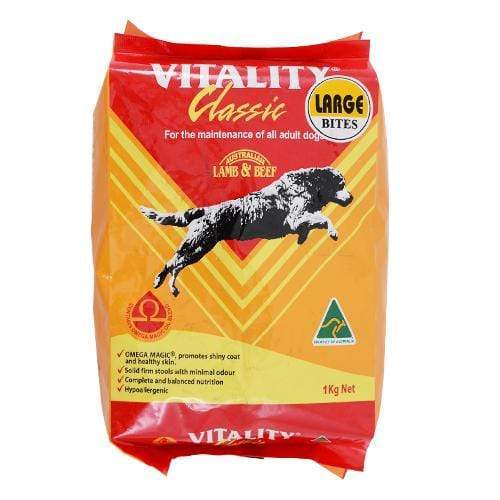 VITALITY®
Classic
LARGE
BITES
For the maintenance of all adult dogs
AUSTRALIAN
LAMB & BEEF
✓ OMEGA MAGIC®, promotes shiny coat
and healthy skin.
✓ Solid firm stools with minimal odour
✓ Complete and balanced nutrition
✓ Hypoallergenic
1Kg Net
VITALITY®
Classic